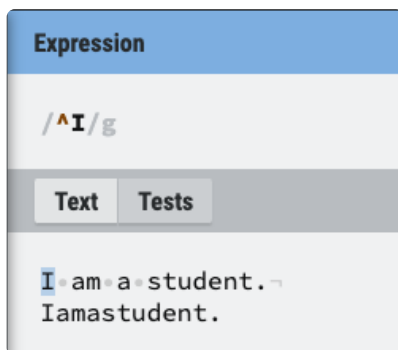 Expression
/^I/g
Text Tests
I•am•a•student.¬
Iamastudent.